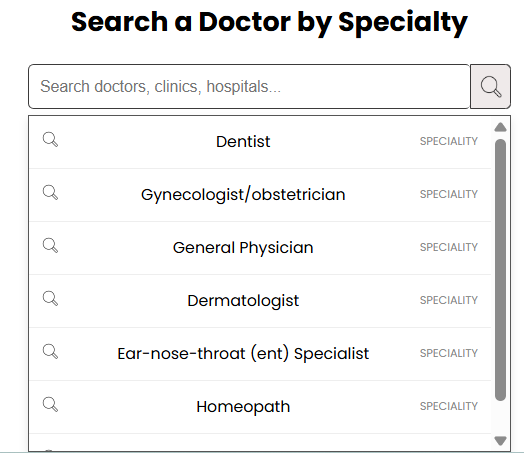 Search a Doctor by Specialty
Search doctors, clinics, hospitals...
Dentist SPECIALITY
Gynecologist/obstetrician SPECIALITY
General Physician SPECIALITY
Dermatologist SPECIALITY
Ear-nose-throat (ent) Specialist SPECIALITY
Homeopath SPECIALITY